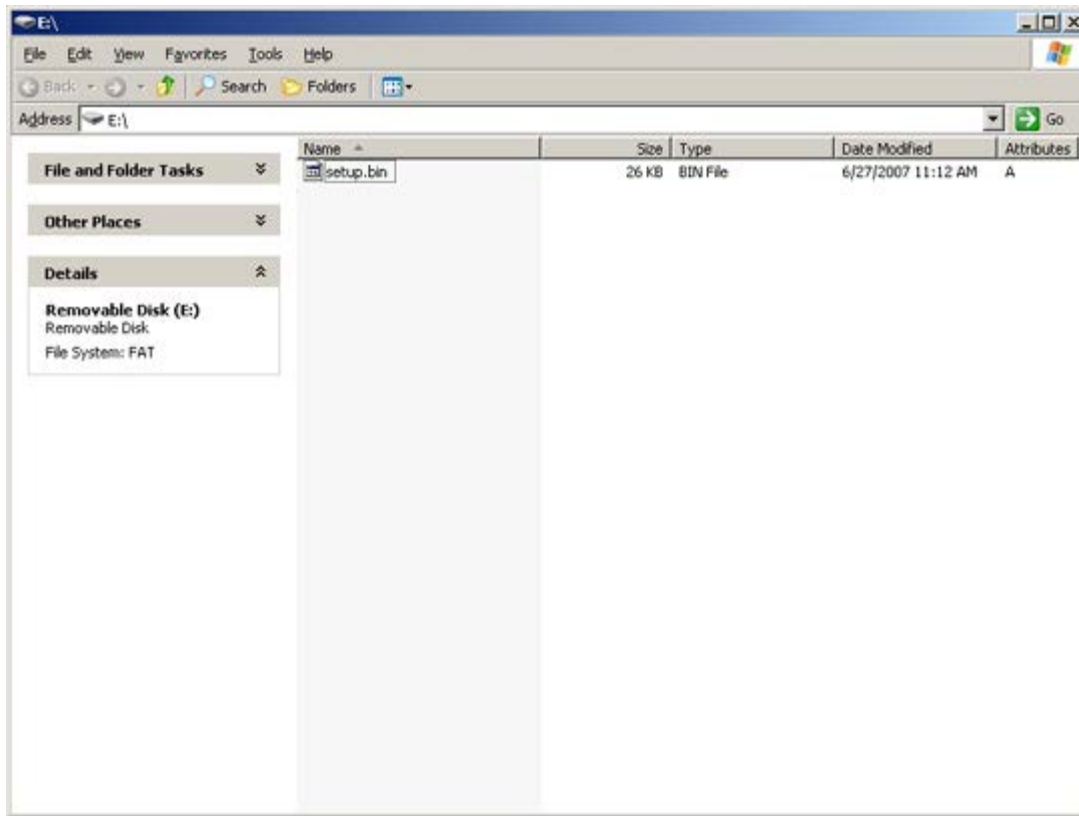 E:\
File Edit View Favorites Tools Help
Back Search Folders
Address E:\ Go
Name Size Type Date Modified Attributes
setup.bin 26 KB BIN File 6/27/2007 11:12 AM A
File and Folder Tasks
Other Places
Details
Removable Disk (E:)
Removable Disk
File System: FAT